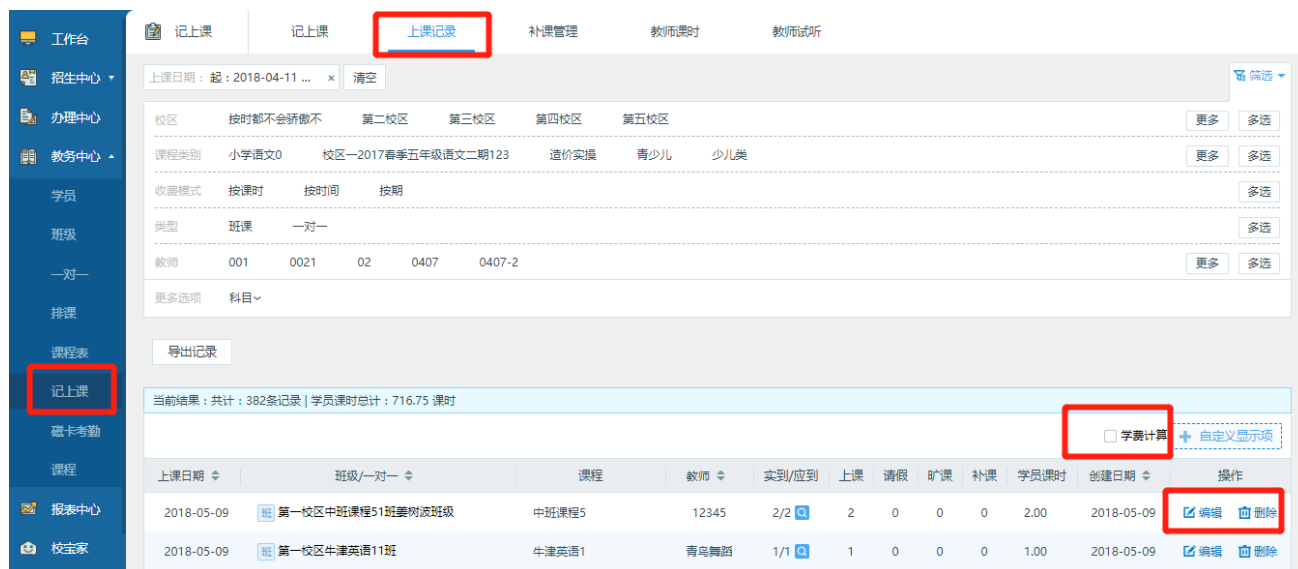 工作台
招生中心
办理中心
教务中心
学员
班级
一对一
排课
课程表
记上课
磁卡考勤
课程
报表中心
校宝家
记上课 记上课 上课记录 补课管理 教师课时 教师试听
上课日期：起：2018-04-11 ... × 清空 筛选
校区 按时都不会骄傲不 第二校区 第三校区 第四校区 第五校区 更多 多选
课程类别 小学语文0 校区一2017春季五年级语文二期123 造价实操 青少儿 少儿类 更多 多选
收费模式 按课时 按时间 按期 多选
类型 班课 一对一 多选
教师 001 0021 02 0407 0407-2 更多 多选
更多选项 科目
导出记录
当前结果：共计：382条记录 | 学员课时总计：716.75 课时
学费计算 + 自定义显示项
上课日期 班级/一对一 课程 教师 实到/应到 上课 请假 旷课 补课 学员课时 创建日期 操作
2018-05-09 班 第一校区中班课程51班姜树波班级 中班课程5 12345 2/2 2 0 0 0 2.00 2018-05-09 编辑 删除
2018-05-09 班 第一校区牛津英语11班 牛津英语1 青鸟舞蹈 1/1 1 0 0 0 1.00 2018-05-09 编辑 删除